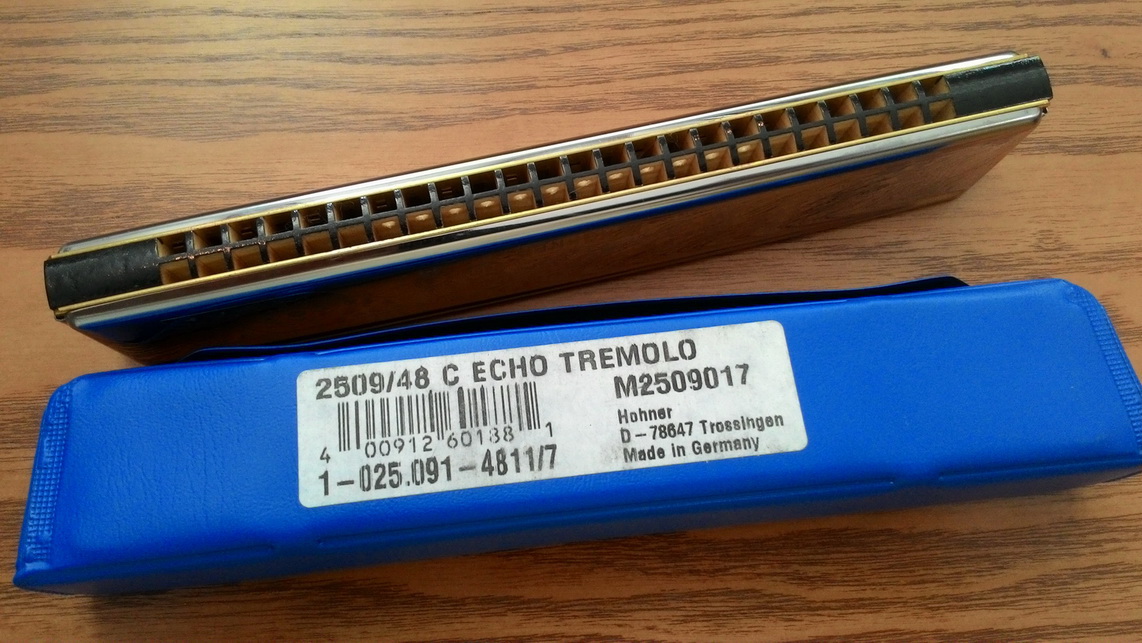 2509/48 C ECHO TREMOLO
M2509017
4 00912 60188 1
Hohner
D-78647 Trossingen
Made in Germany
1-025.091-4811/7